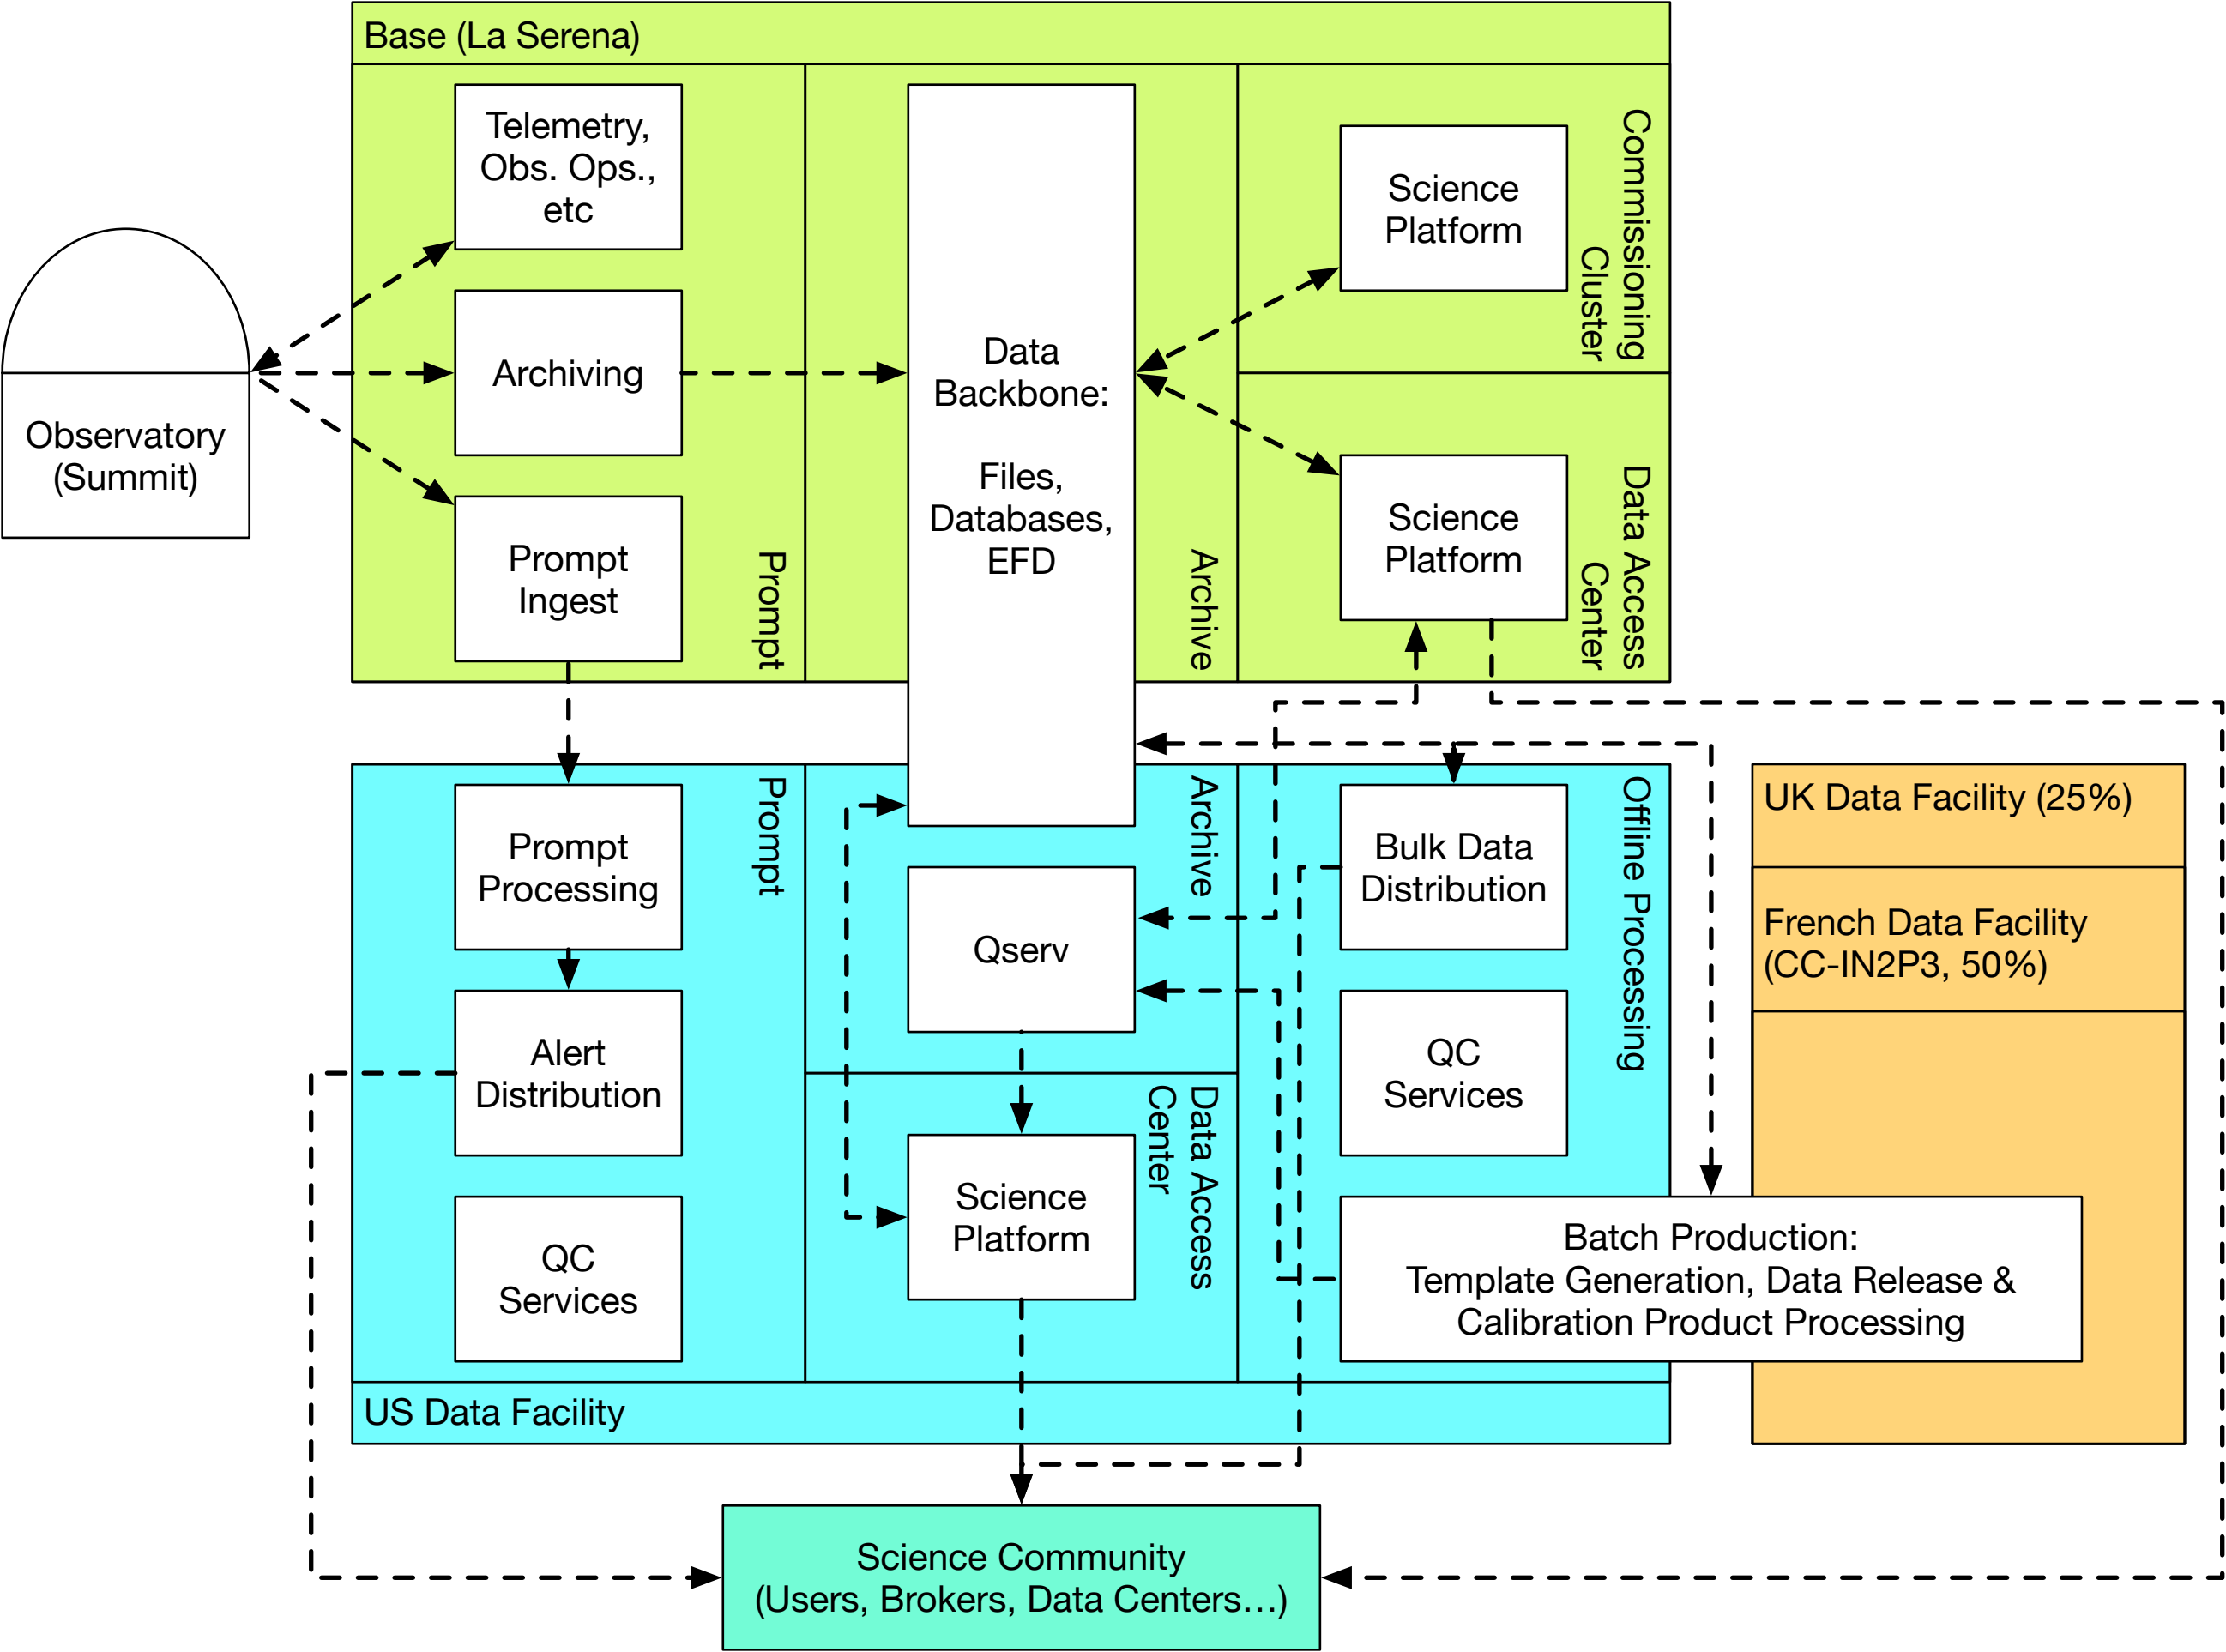 Base (La Serena)
Telemetry,
Obs. Ops.,
etc
Archiving
Prompt
Ingest
Prompt
Data
Backbone:
Files,
Databases,
EFD
Archive
Science
Platform
Commissioning
Cluster
Science
Platform
Data Access
Center
Observatory
(Summit)
Prompt
Processing
Alert
Distribution
QC
Services
Prompt
Archive
Qserv
Data Access
Center
Science
Platform
Bulk Data
Distribution
QC
Services
Offline Processing
Batch Production:
Template Generation, Data Release &
Calibration Product Processing
US Data Facility
UK Data Facility (25%)
French Data Facility
(CC-IN2P3, 50%)
Science Community
(Users, Brokers, Data Centers…)